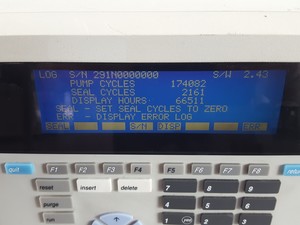 LOG S/N 291N0000000 S/W 2.43
PUMP CYCLES 174082
SEAL CYCLES 2161
DISPLAY HOURS 66511
SEAL - SET SEAL CYCLES TO ZERO
ERR - DISPLAY ERROR LOG
SEAL S/N DISP ERR
quit F1 F2 F3 F4 F5 F6 F7 F8
reset insert delete 7 8 9
purge 4 5 6
run yes 1 2 3